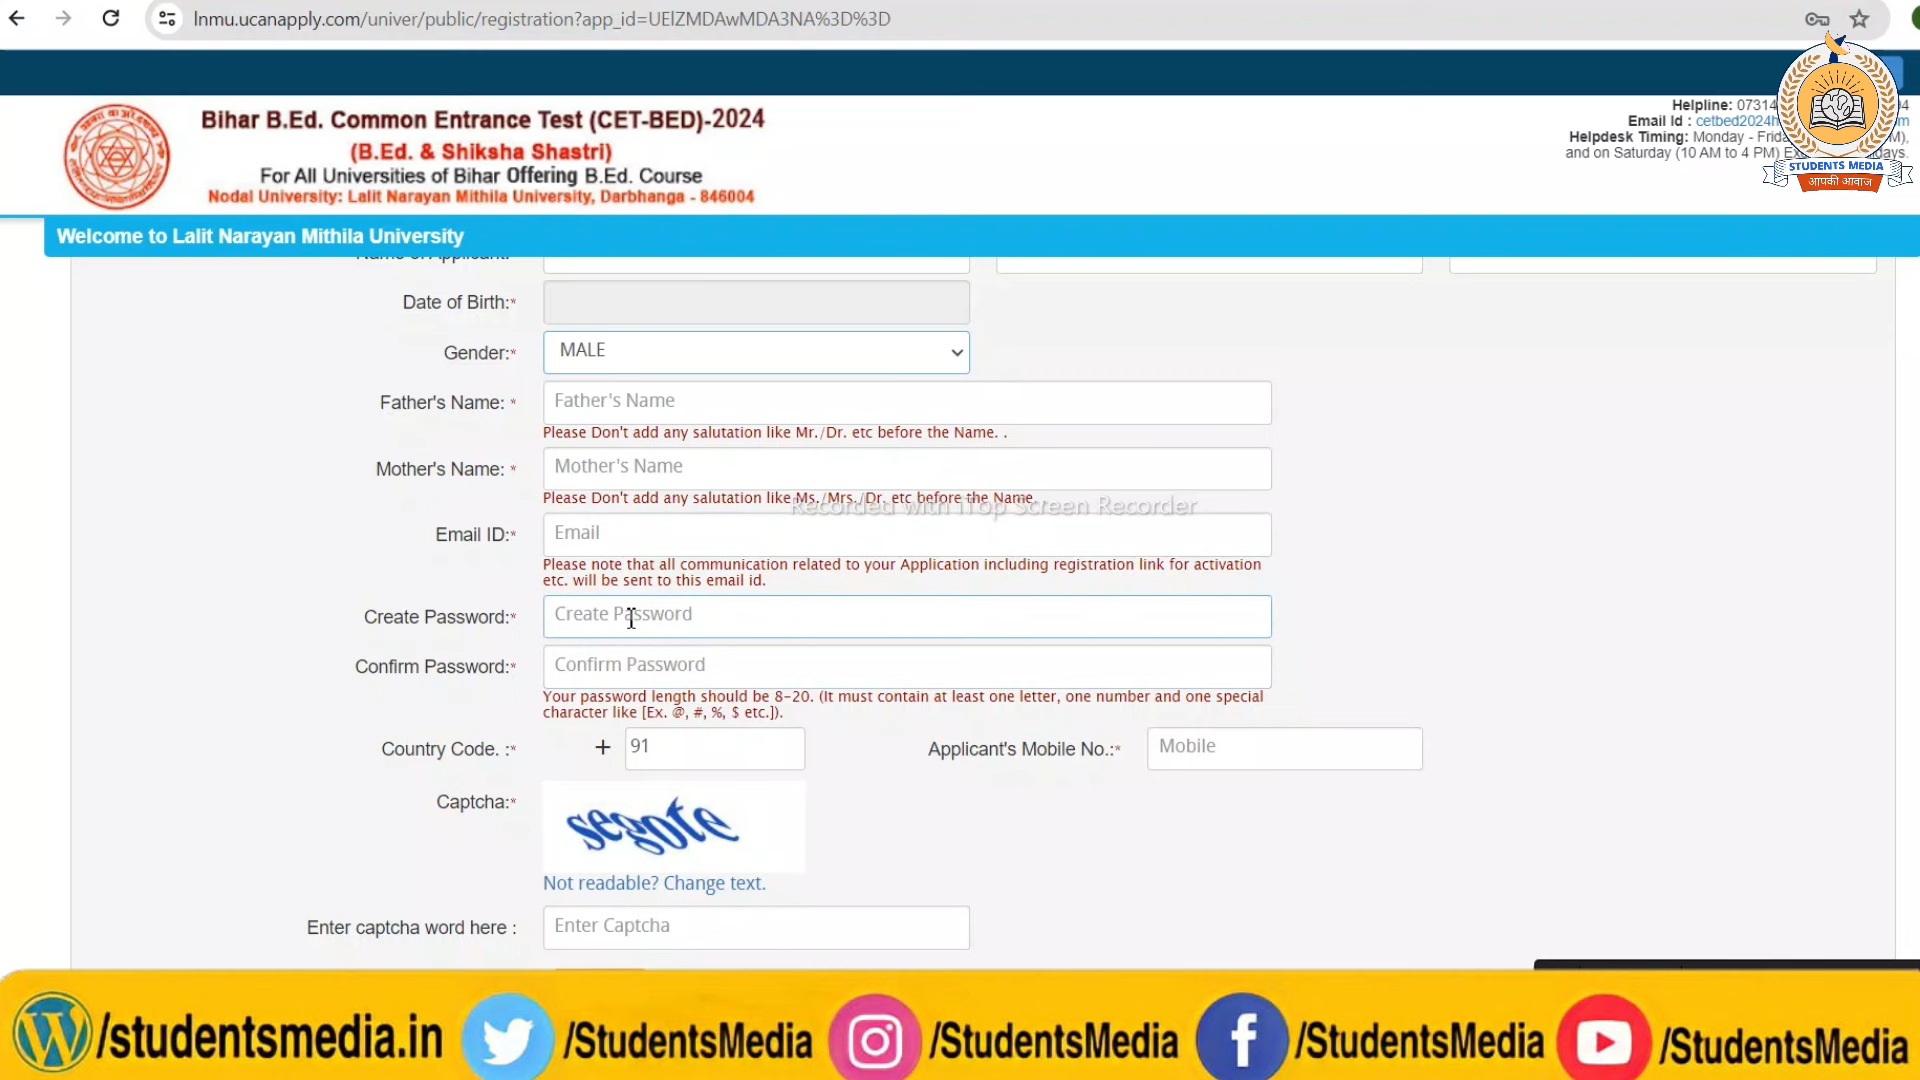 lnmu.ucanapply.com/univer/public/registration?app_id=UElZMDAwMDA3NA%3D%3D
Bihar B.Ed. Common Entrance Test (CET-BED)-2024
(B.Ed. & Shiksha Shastri)
For All Universities of Bihar Offering B.Ed. Course
Nodal University: Lalit Narayan Mithila University, Darbhanga - 846004
Helpline: 07314
Email Id : cetbed2024
Helpdesk Timing: Monday -
and on Saturday (10 AM to 4 PM)
STUDENTS MEDIA
आपकी आवाज
Welcome to Lalit Narayan Mithila University
Name of Applicant:
Date of Birth:*
Gender:* MALE
Father's Name: * Father's Name
Please Don't add any salutation like Mr./Dr. etc before the Name. .
Mother's Name: * Mother's Name
Please Don't add any salutation like Ms./Mrs./Dr. etc before the Name. .
Recorded with iTop Screen Recorder
Email ID:* Email
Please note that all communication related to your Application including registration link for activation
etc. will be sent to this email id.
Create Password:* Create Password
Confirm Password:* Confirm Password
Your password length should be 8-20. (It must contain at least one letter, one number and one special
character like [Ex. @, #, %, $ etc.]).
Country Code. :* + 91 Applicant's Mobile No.:* Mobile
Captcha:* segote
Not readable? Change text.
Enter captcha word here : Enter Captcha
/studentsmedia.in /StudentsMedia /StudentsMedia /StudentsMedia /StudentsMedia